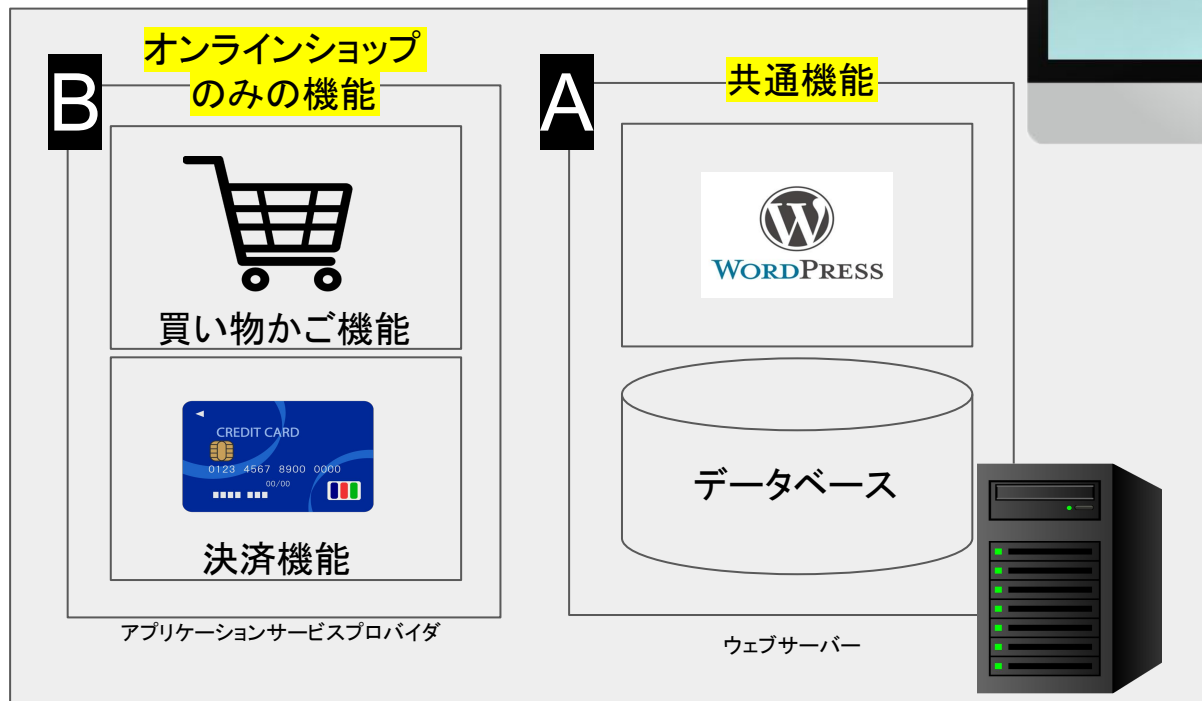 オンラインショップ
のみの機能
B
買い物かご機能
CREDIT CARD
0123 4567 8900 0000
00/00
決済機能
アプリケーションサービスプロバイダ
共通機能
A
W
WORDPRESS
データベース
ウェブサーバー